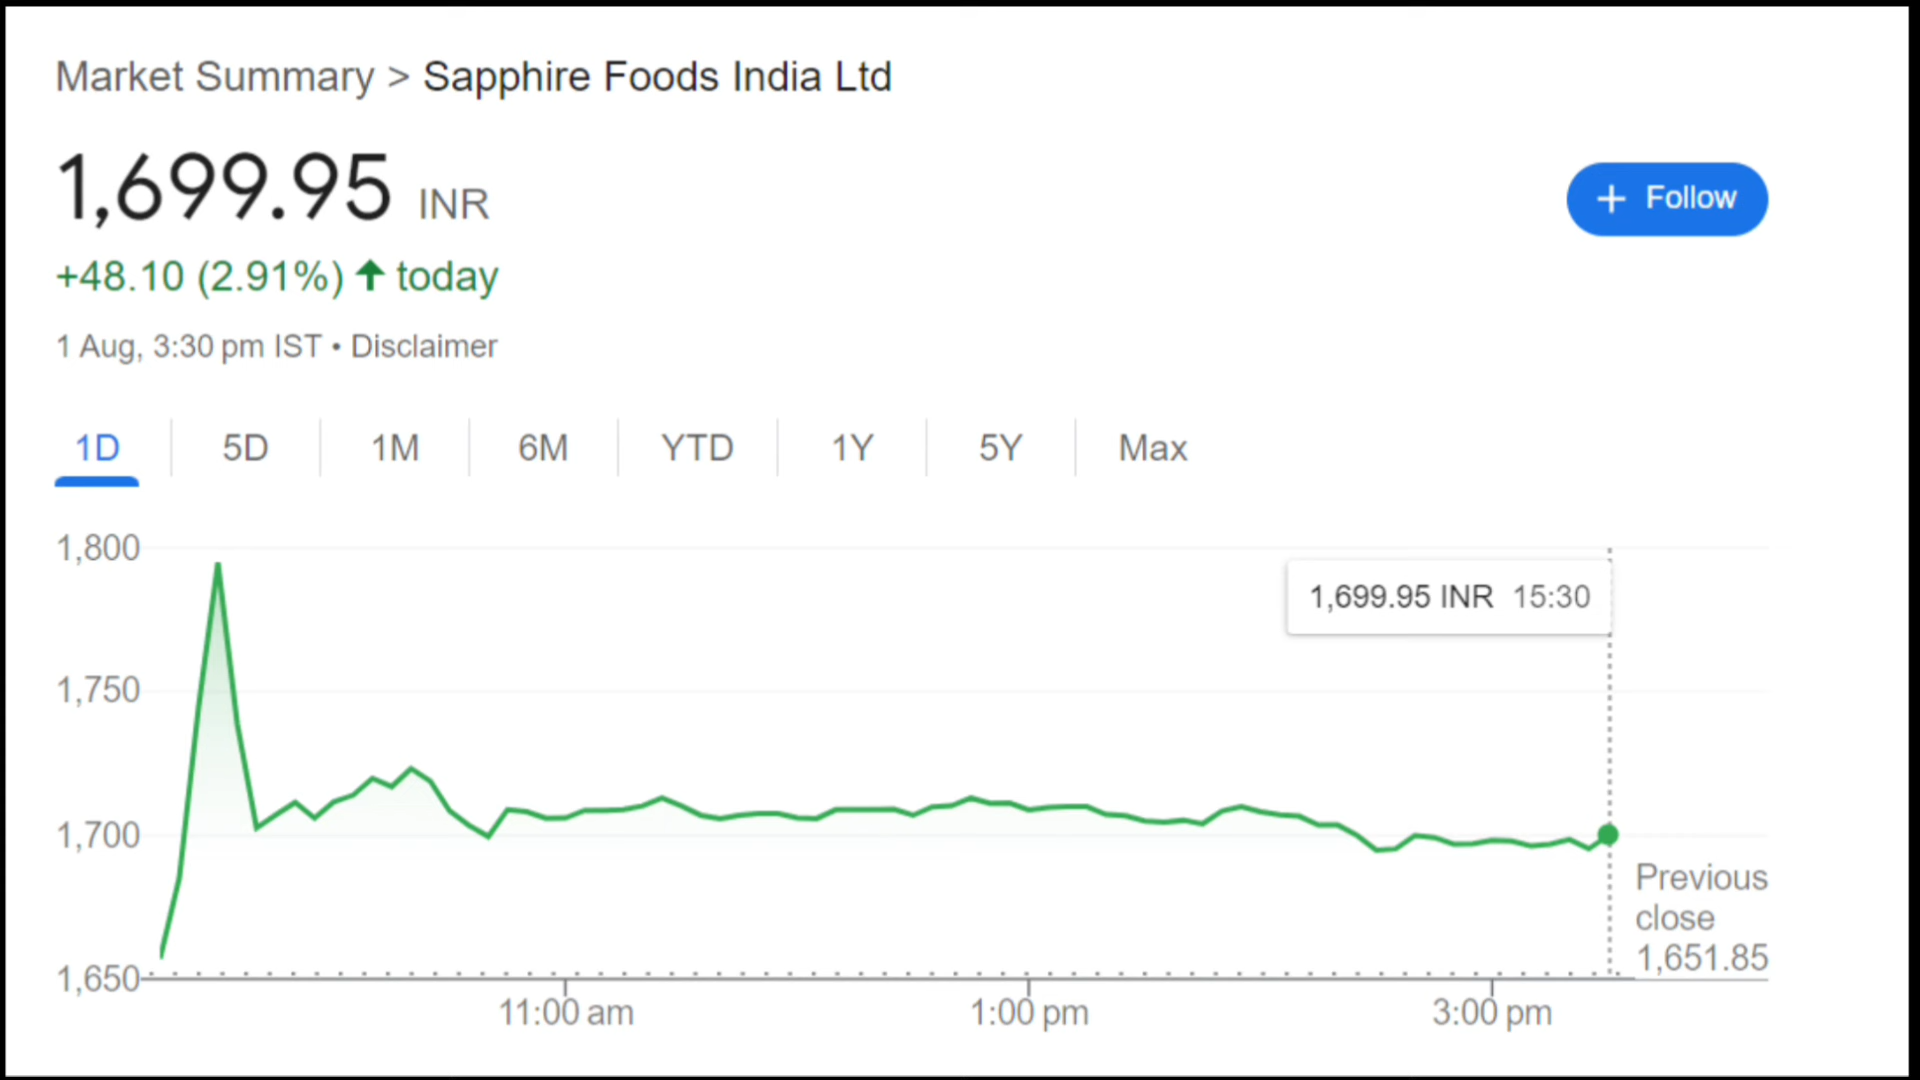 Market Summary > Sapphire Foods India Ltd
1,699.95 INR
+ Follow
+48.10 (2.91%) ↑ today
1 Aug, 3:30 pm IST • Disclaimer
1D 5D 1M 6M YTD 1Y 5Y Max
1,800
1,699.95 INR 15:30
1,750
1,700
Previous
close
1,651.85
1,650
11:00 am 1:00 pm 3:00 pm